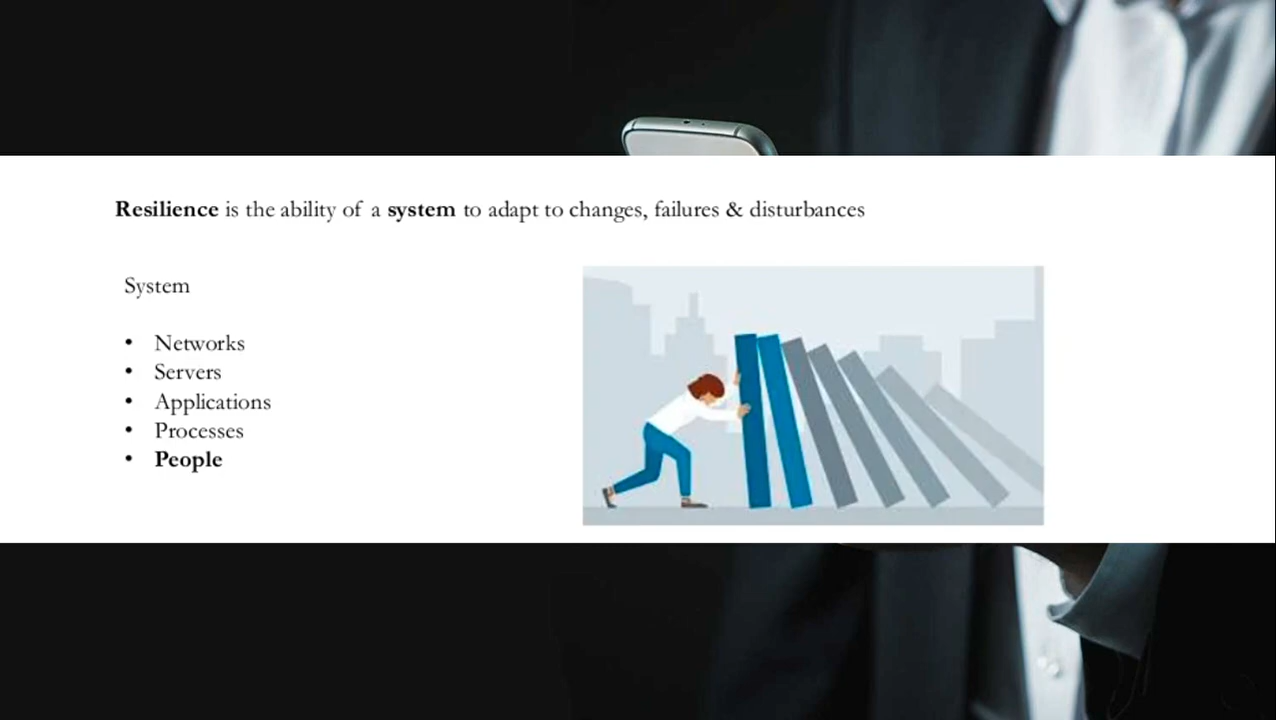 Resilience is the ability of a system to adapt to changes, failures & disturbances
System
• Networks
• Servers
• Applications
• Processes
• People